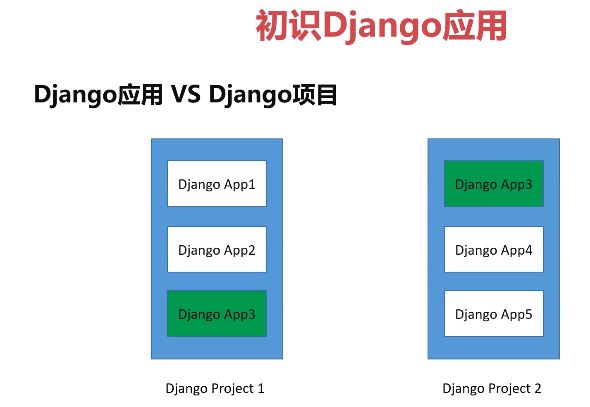 初识Django应用
Django应用 VS Django项目
Django App1
Django App2
Django App3
Django Project 1
Django App3
Django App4
Django App5
Django Project 2